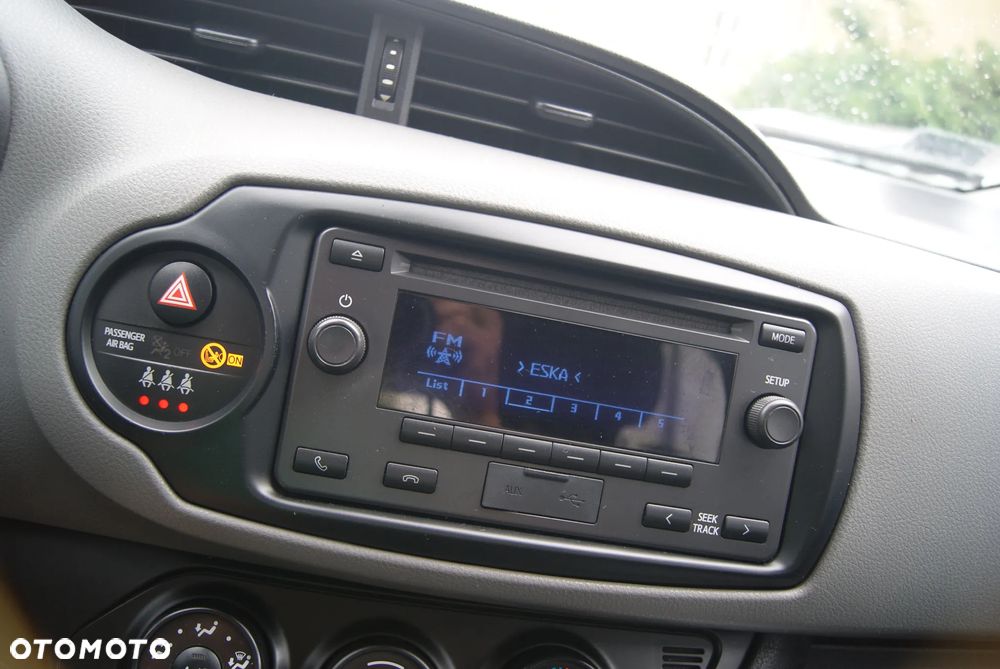 MODE
SETUP
PASSENGER
AIR BAG
OFF
ON
FM
> ESKA <
List 1 2 3 4 5
AUX
SEEK
TRACK
OTOMOTO